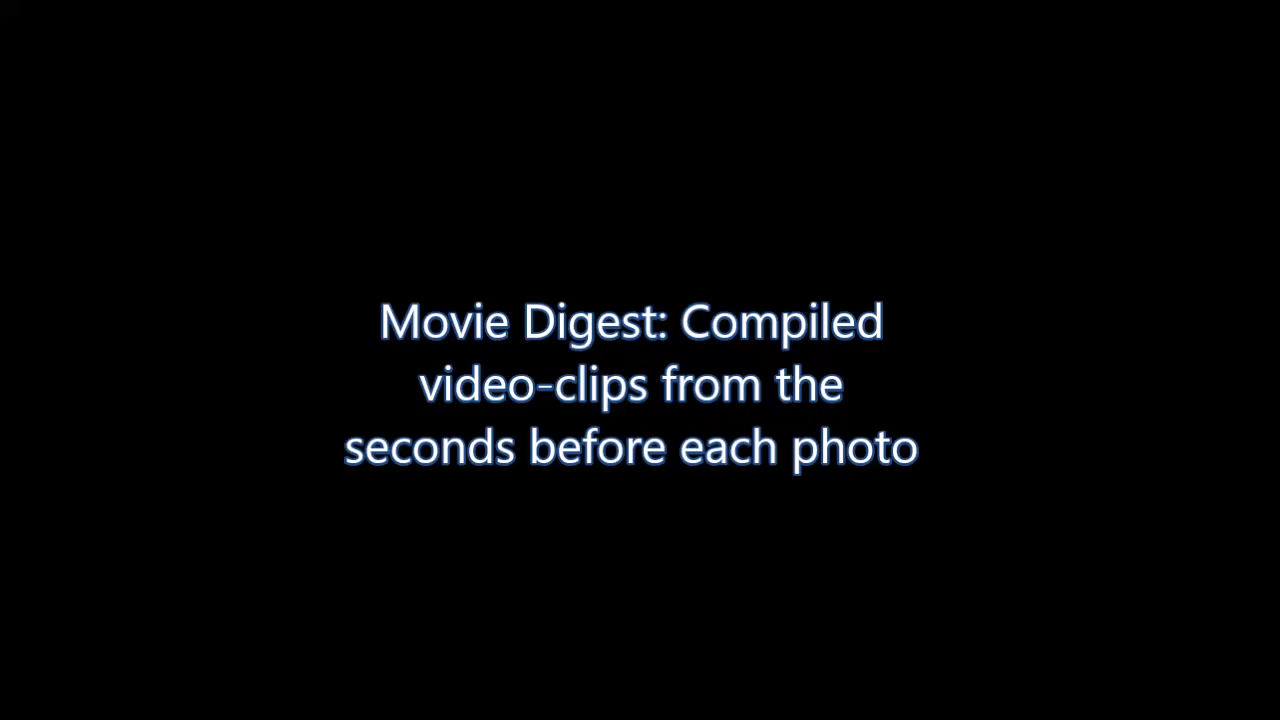 Movie Digest: Compiled
video-clips from the
seconds before each photo